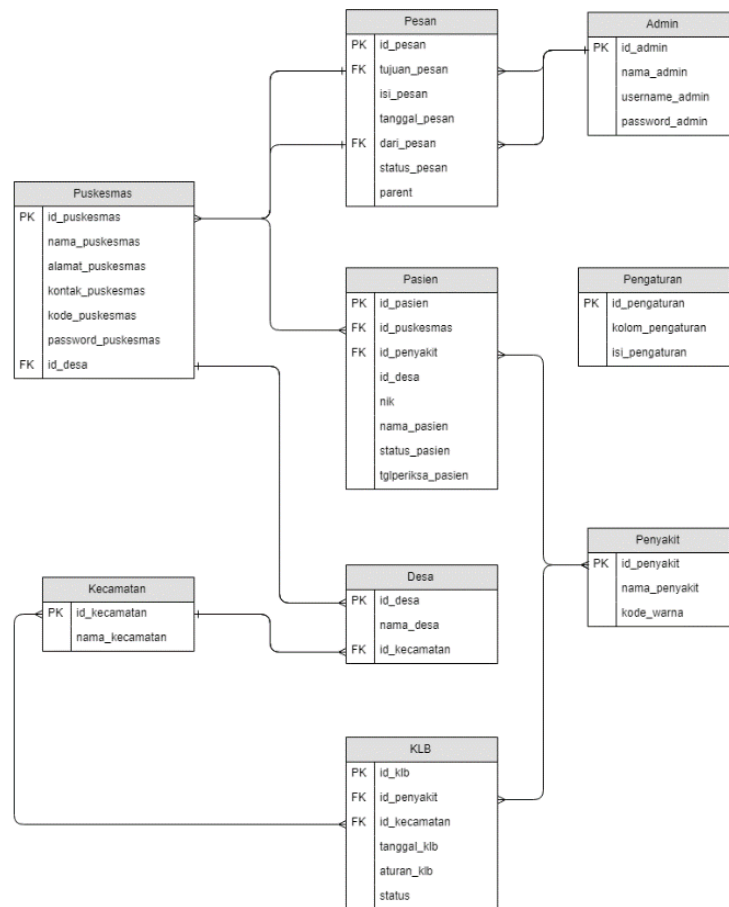 Pesan
PK id_pesan
FK tujuan_pesan
isi_pesan
tanggal_pesan
FK dari_pesan
status_pesan
parent
Admin
PK id_admin
nama_admin
username_admin
password_admin
Puskesmas
PK id_puskesmas
nama_puskesmas
alamat_puskesmas
kontak_puskesmas
kode_puskesmas
password_puskesmas
FK id_desa
Pasien
PK id_pasien
FK id_puskesmas
FK id_penyakit
id_desa
nik
nama_pasien
status_pasien
tglperiksa_pasien
Pengaturan
PK id_pengaturan
kolom_pengaturan
isi_pengaturan
Penyakit
PK id_penyakit
nama_penyakit
kode_warna
Kecamatan
PK id_kecamatan
nama_kecamatan
Desa
PK id_desa
nama_desa
FK id_kecamatan
KLB
PK id_klb
FK id_penyakit
FK id_kecamatan
tanggal_klb
aturan_klb
status